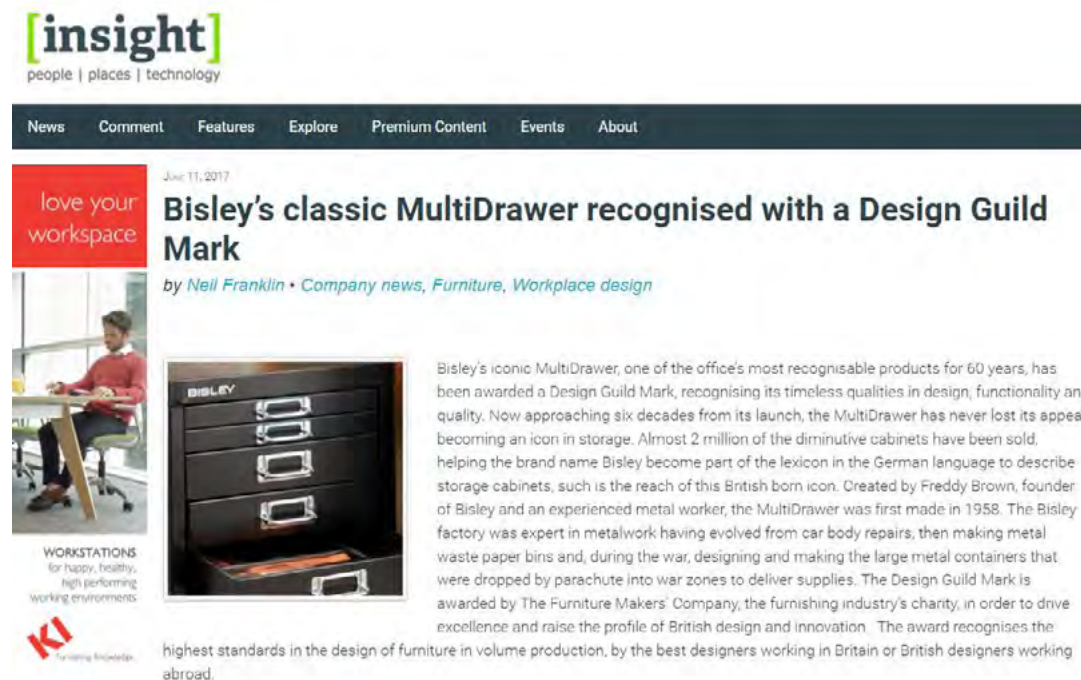 [insight]
people | places | technology
News Comment Features Explore Premium Content Events About
love your
workspace
June 11, 2017
Bisley's classic MultiDrawer recognised with a Design Guild
Mark
by Neil Franklin • Company news, Furniture, Workplace design
BISLEY
Bisley's iconic MultiDrawer, one of the office's most recognisable products for 60 years, has
been awarded a Design Guild Mark, recognising its timeless qualities in design, functionality an
quality. Now approaching six decades from its launch, the MultiDrawer has never lost its appea
becoming an icon in storage. Almost 2 million of the diminutive cabinets have been sold,
helping the brand name Bisley become part of the lexicon in the German language to describe
storage cabinets, such is the reach of this British born icon. Created by Freddy Brown, founder
of Bisley and an experienced metal worker, the MultiDrawer was first made in 1958. The Bisley
factory was expert in metalwork having evolved from car body repairs, then making metal
waste paper bins and, during the war, designing and making the large metal containers that
were dropped by parachute into war zones to deliver supplies. The Design Guild Mark is
awarded by The Furniture Makers' Company, the furnishing industry's charity, in order to drive
excellence and raise the profile of British design and innovation. The award recognises the
highest standards in the design of furniture in volume production, by the best designers working in Britain or British designers working
abroad.
WORKSTATIONS
for happy, healthy,
high performing
working environments
KI
Furnishing Knowledge